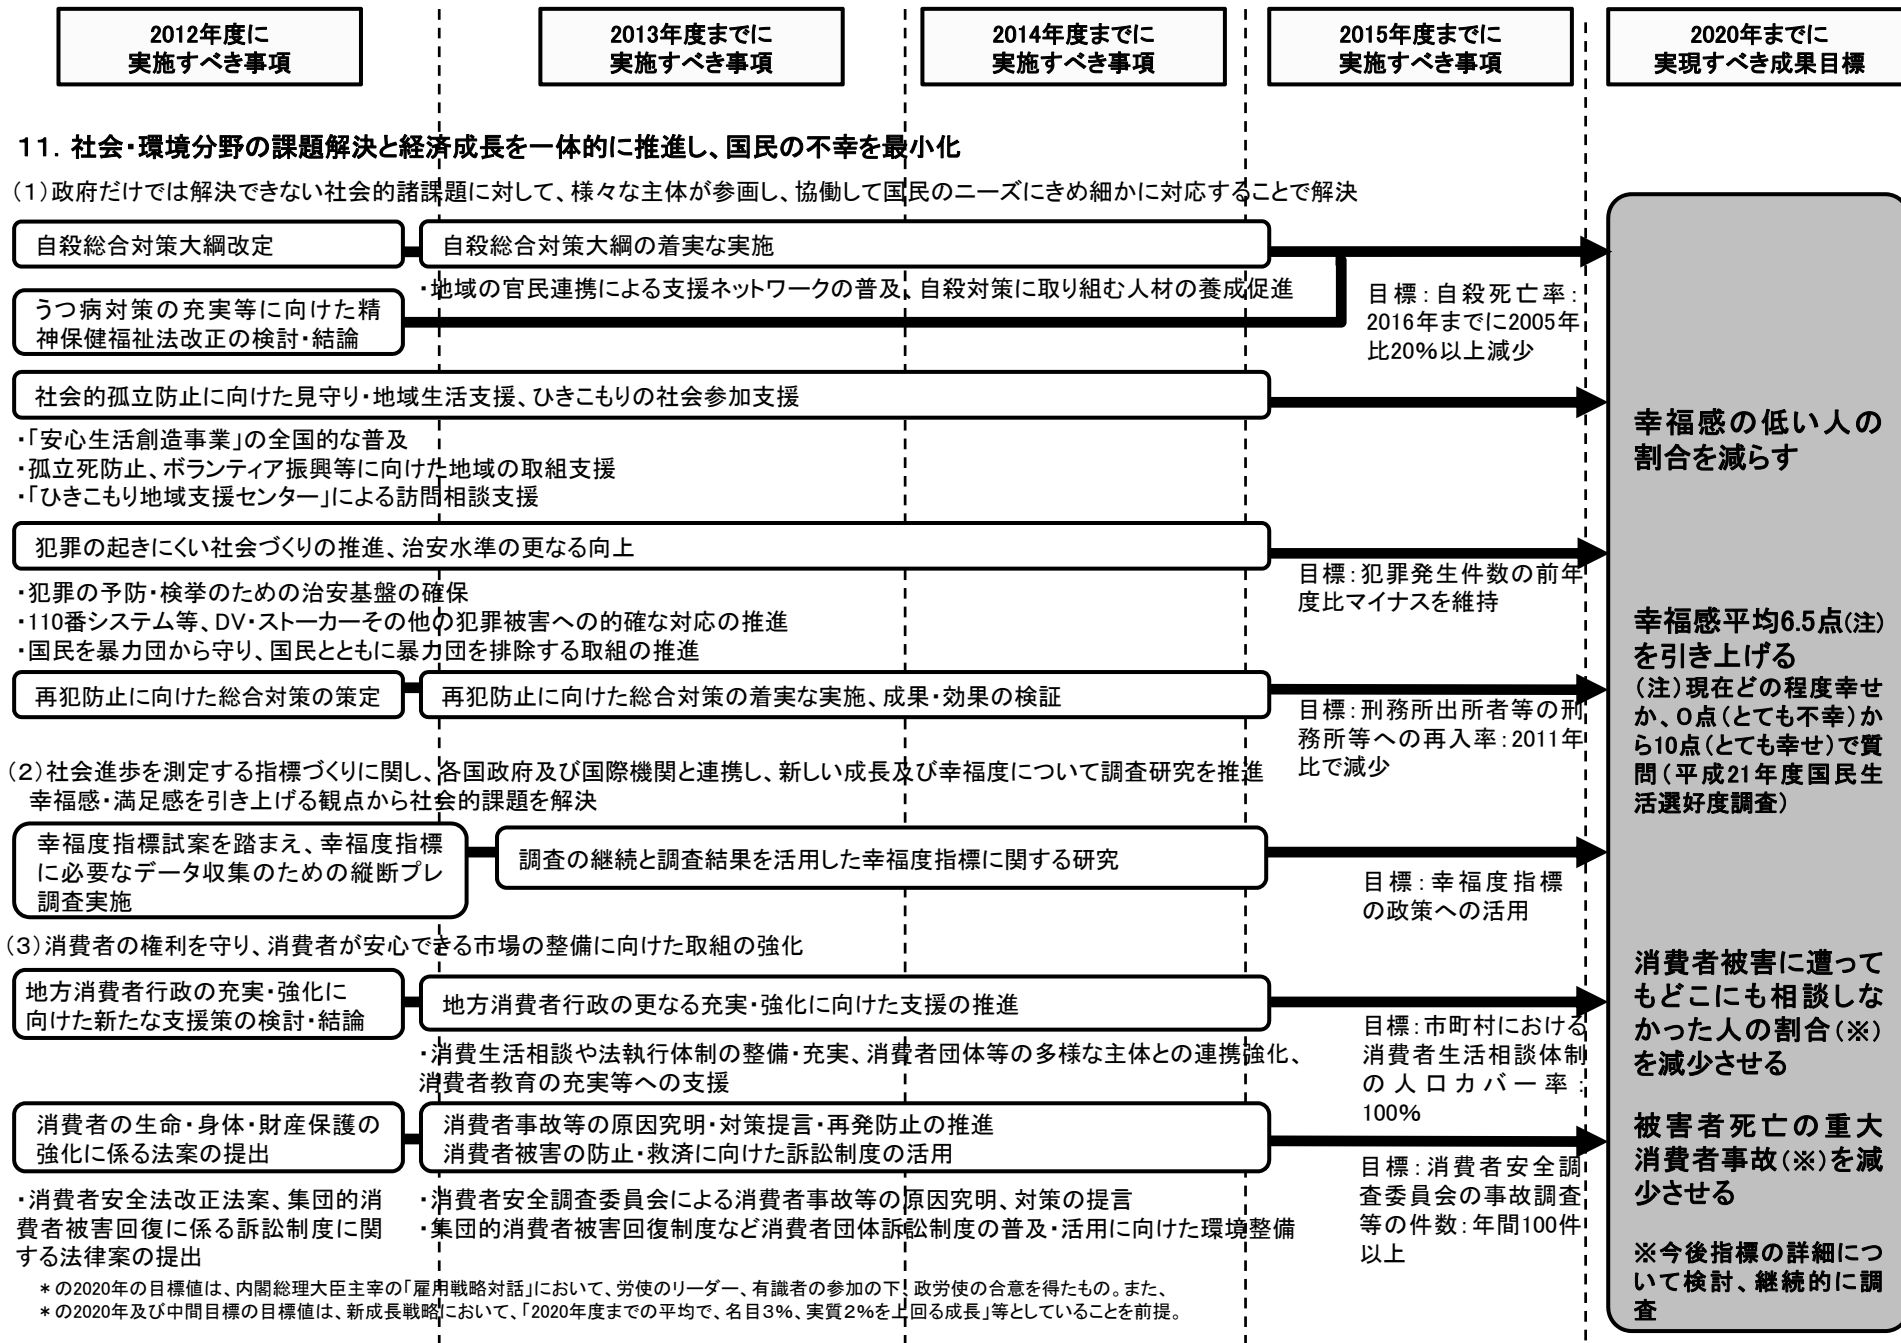 2012年度に
実施すべき事項
2013年度までに
実施すべき事項
2014年度までに
実施すべき事項
2015年度までに
実施すべき事項
2020年までに
実現すべき成果目標
11．社会・環境分野の課題解決と経済成長を一体的に推進し、国民の不幸を最小化
（１）政府だけでは解決できない社会的諸課題に対して、様々な主体が参画し、協働して国民のニーズにきめ細かに対応することで解決
自殺総合対策大綱改定
自殺総合対策大綱の着実な実施
・地域の官民連携による支援ネットワークの普及、自殺対策に取り組む人材の養成促進
うつ病対策の充実等に向けた精
神保健福祉法改正の検討・結論
目標：自殺死亡率：
2016年までに2005年
比20％以上減少
社会的孤立防止に向けた見守り・地域生活支援、ひきこもりの社会参加支援
・「安心生活創造事業」の全国的な普及
・孤立死防止、ボランティア振興等に向けた地域の取組支援
・「ひきこもり地域支援センター」による訪問相談支援
犯罪の起きにくい社会づくりの推進、治安水準の更なる向上
・犯罪の予防・検挙のための治安基盤の確保
・110番システム等、DV・ストーカーその他の犯罪被害への的確な対応の推進
・国民を暴力団から守り、国民とともに暴力団を排除する取組の推進
目標：犯罪発生件数の前年
度比マイナスを維持
再犯防止に向けた総合対策の策定
再犯防止に向けた総合対策の着実な実施、成果・効果の検証
目標：刑務所出所者等の刑
務所等への再入率：2011年
比で減少
（２）社会進歩を測定する指標づくりに関し、各国政府及び国際機関と連携し、新しい成長及び幸福度について調査研究を推進
幸福感・満足感を引き上げる観点から社会的課題を解決
幸福度指標試案を踏まえ、幸福度指標
に必要なデータ収集のための縦断プレ
調査実施
調査の継続と調査結果を活用した幸福度指標に関する研究
目標：幸福度指標
の政策への活用
（３）消費者の権利を守り、消費者が安心できる市場の整備に向けた取組の強化
地方消費者行政の充実・強化に
向けた新たな支援策の検討・結論
地方消費者行政の更なる充実・強化に向けた支援の推進
・消費生活相談や法執行体制の整備・充実、消費者団体等の多様な主体との連携強化、
消費者教育の充実等への支援
目標：市町村における
消費者生活相談体制
の人口カバー率：
100％
消費者の生命・身体・財産保護の
強化に係る法案の提出
消費者事故等の原因究明・対策提言・再発防止の推進
消費者被害の防止・救済に向けた訴訟制度の活用
・消費者安全法改正法案、集団的消
費者被害回復に係る訴訟制度に関
する法律案の提出
・消費者安全調査委員会による消費者事故等の原因究明、対策の提言
・集団的消費者被害回復制度など消費者団体訴訟制度の普及・活用に向けた環境整備
目標：消費者安全調
査委員会の事故調査
等の件数：年間100件
以上
幸福感の低い人の
割合を減らす
幸福感平均6.5点（注）
を引き上げる
（注）現在どの程度幸せ
か、０点（とても不幸）か
ら10点（とても幸せ）で質
問（平成21年度国民生
活選好度調査）
消費者被害に遭って
もどこにも相談しな
かった人の割合（※）
を減少させる
被害者死亡の重大
消費者事故（※）を減
少させる
※今後指標の詳細につ
いて検討、継続的に調
査
＊の2020年の目標値は、内閣総理大臣主宰の「雇用戦略対話」において、労使のリーダー、有識者の参加の下、政労使の合意を得たもの。また、
＊の2020年及び中間目標の目標値は、新成長戦略において、「2020年度までの平均で、名目３％、実質２％を上回る成長」等としていることを前提。